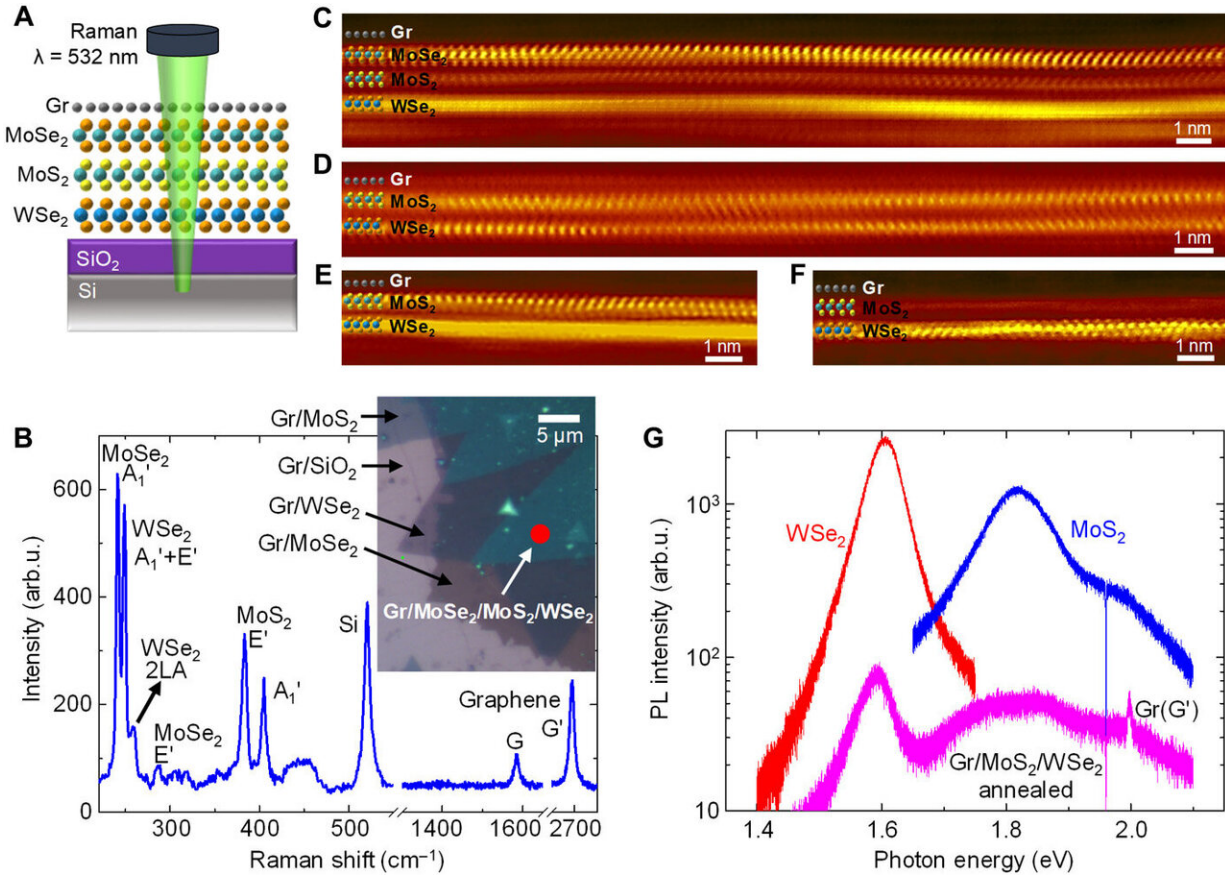 A
Raman
λ = 532 nm
Gr
MoSe₂
MoS₂
WSe₂
SiO₂
Si
C
Gr
MoSe₂
MoS₂
WSe₂
1 nm
D
Gr
MoS₂
WSe₂
1 nm
E
Gr
MoS₂
WSe₂
1 nm
F
Gr
MoS₂
WSe₂
1 nm
B
Intensity (arb.u.)
600
400
200
0
MoSe₂
A₁'
WSe₂
A₁'+E'
WSe₂
2LA
MoSe₂
E'
MoS₂
E'
A₁'
Si
Graphene
G
G'
300
400
500
1400
1600
2700
Raman shift (cm⁻¹)
Gr/MoS₂
Gr/SiO₂
Gr/WSe₂
Gr/MoSe₂
5 µm
Gr/MoSe₂/MoS₂/WSe₂
G
PL intensity (arb.u.)
10³
10²
10
WSe₂
MoS₂
Gr(G')
Gr/MoS₂/WSe₂
annealed
1.4
1.6
1.8
2.0
Photon energy (eV)